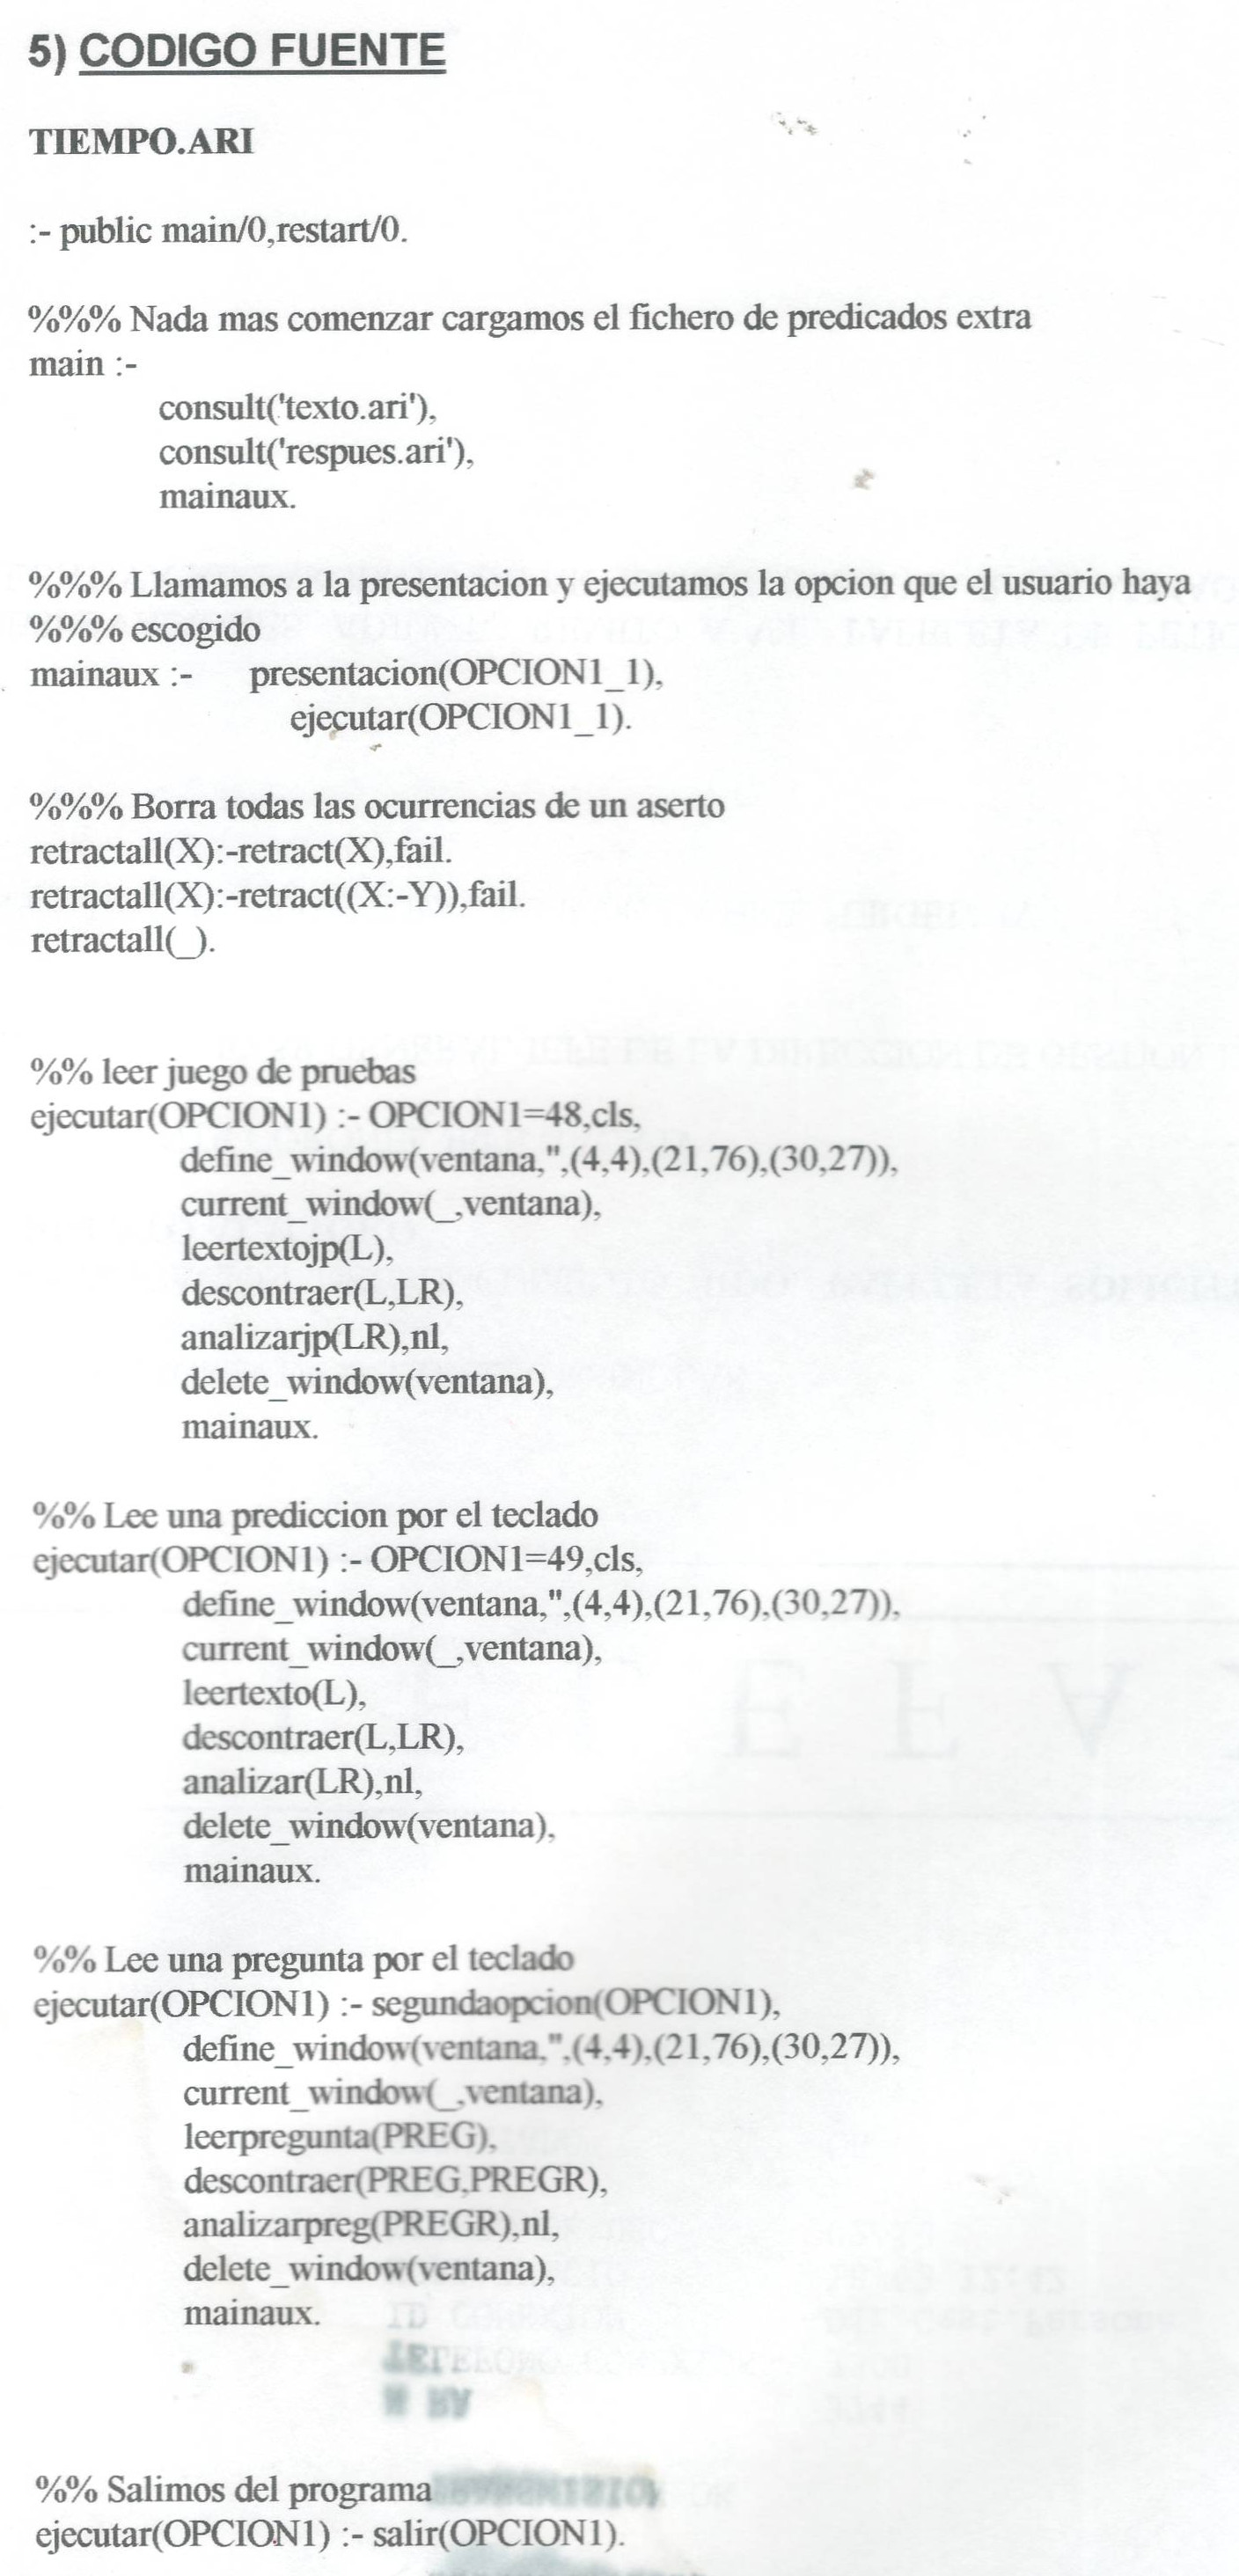 5) CODIGO FUENTE
TIEMPO.ARI
:- public main/0,restart/0.
%%% Nada mas comenzar cargamos el fichero de predicados extra
main :-
consult('texto.ari'),
consult('respues.ari'),
mainaux.
%%% Llamamos a la presentacion y ejecutamos la opcion que el usuario haya
%%% escogido
mainaux :- presentacion(OPCION1_1),
ejecutar(OPCION1_1).
%%% Borra todas las ocurrencias de un aserto
retractall(X):-retract(X),fail.
retractall(X):-retract((X:-Y)),fail.
retractall(_).
%% leer juego de pruebas
ejecutar(OPCION1) :- OPCION1=48,cls,
define_window(ventana,'',(4,4),(21,76),(30,27)),
current_window(_,ventana),
leertextojp(L),
descontraer(L,LR),
analizarjp(LR),nl,
delete_window(ventana),
mainaux.
%% Lee una prediccion por el teclado
ejecutar(OPCION1) :- OPCION1=49,cls,
define_window(ventana,'',(4,4),(21,76),(30,27)),
current_window(_,ventana),
leertexto(L),
descontraer(L,LR),
analizar(LR),nl,
delete_window(ventana),
mainaux.
%% Lee una pregunta por el teclado
ejecutar(OPCION1) :- segundaopcion(OPCION1),
define_window(ventana,'',(4,4),(21,76),(30,27)),
current_window(_,ventana),
leerpregunta(PREG),
descontraer(PREG,PREGR),
analizarpreg(PREGR),nl,
delete_window(ventana),
mainaux.
%% Salimos del programa
ejecutar(OPCION1) :- salir(OPCION1).